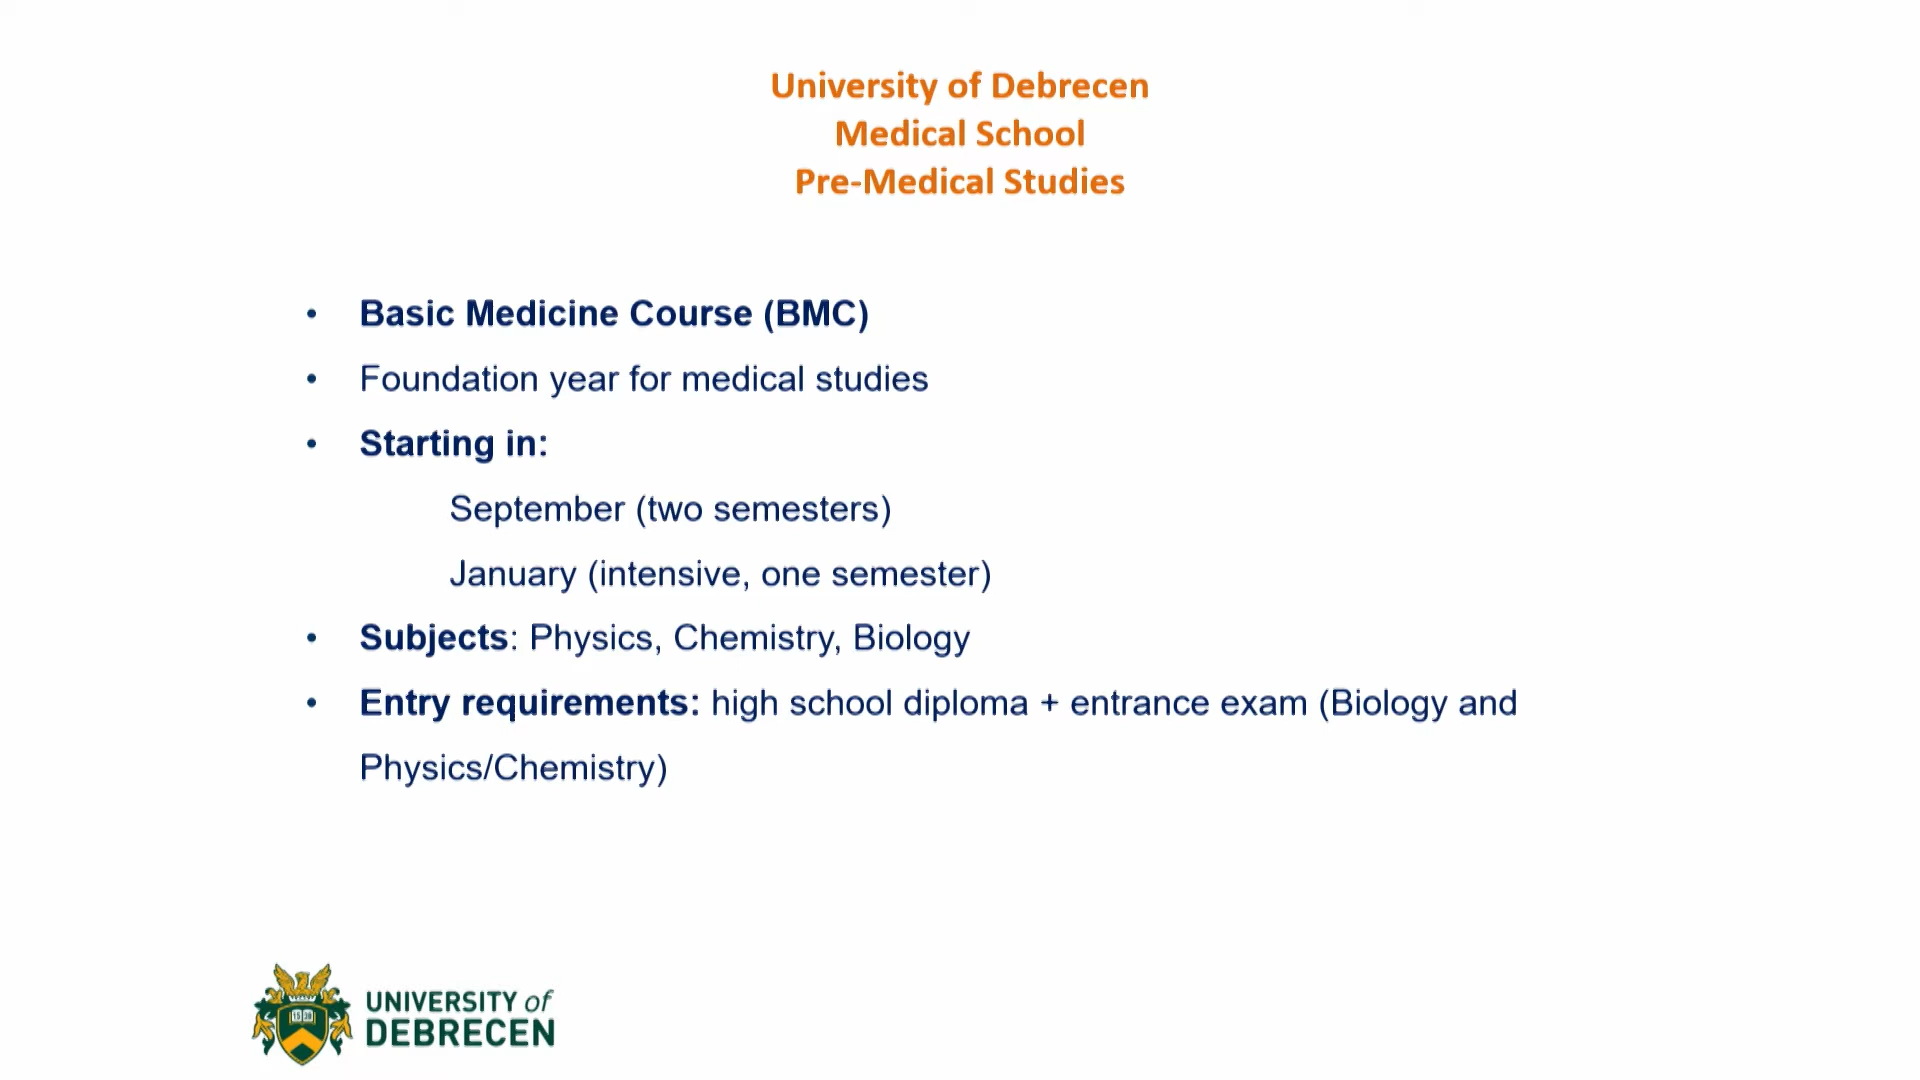 University of Debrecen
Medical School
Pre-Medical Studies
• Basic Medicine Course (BMC)
• Foundation year for medical studies
• Starting in:
September (two semesters)
January (intensive, one semester)
• Subjects: Physics, Chemistry, Biology
• Entry requirements: high school diploma + entrance exam (Biology and
Physics/Chemistry)
15 38
UNIVERSITY of
DEBRECEN